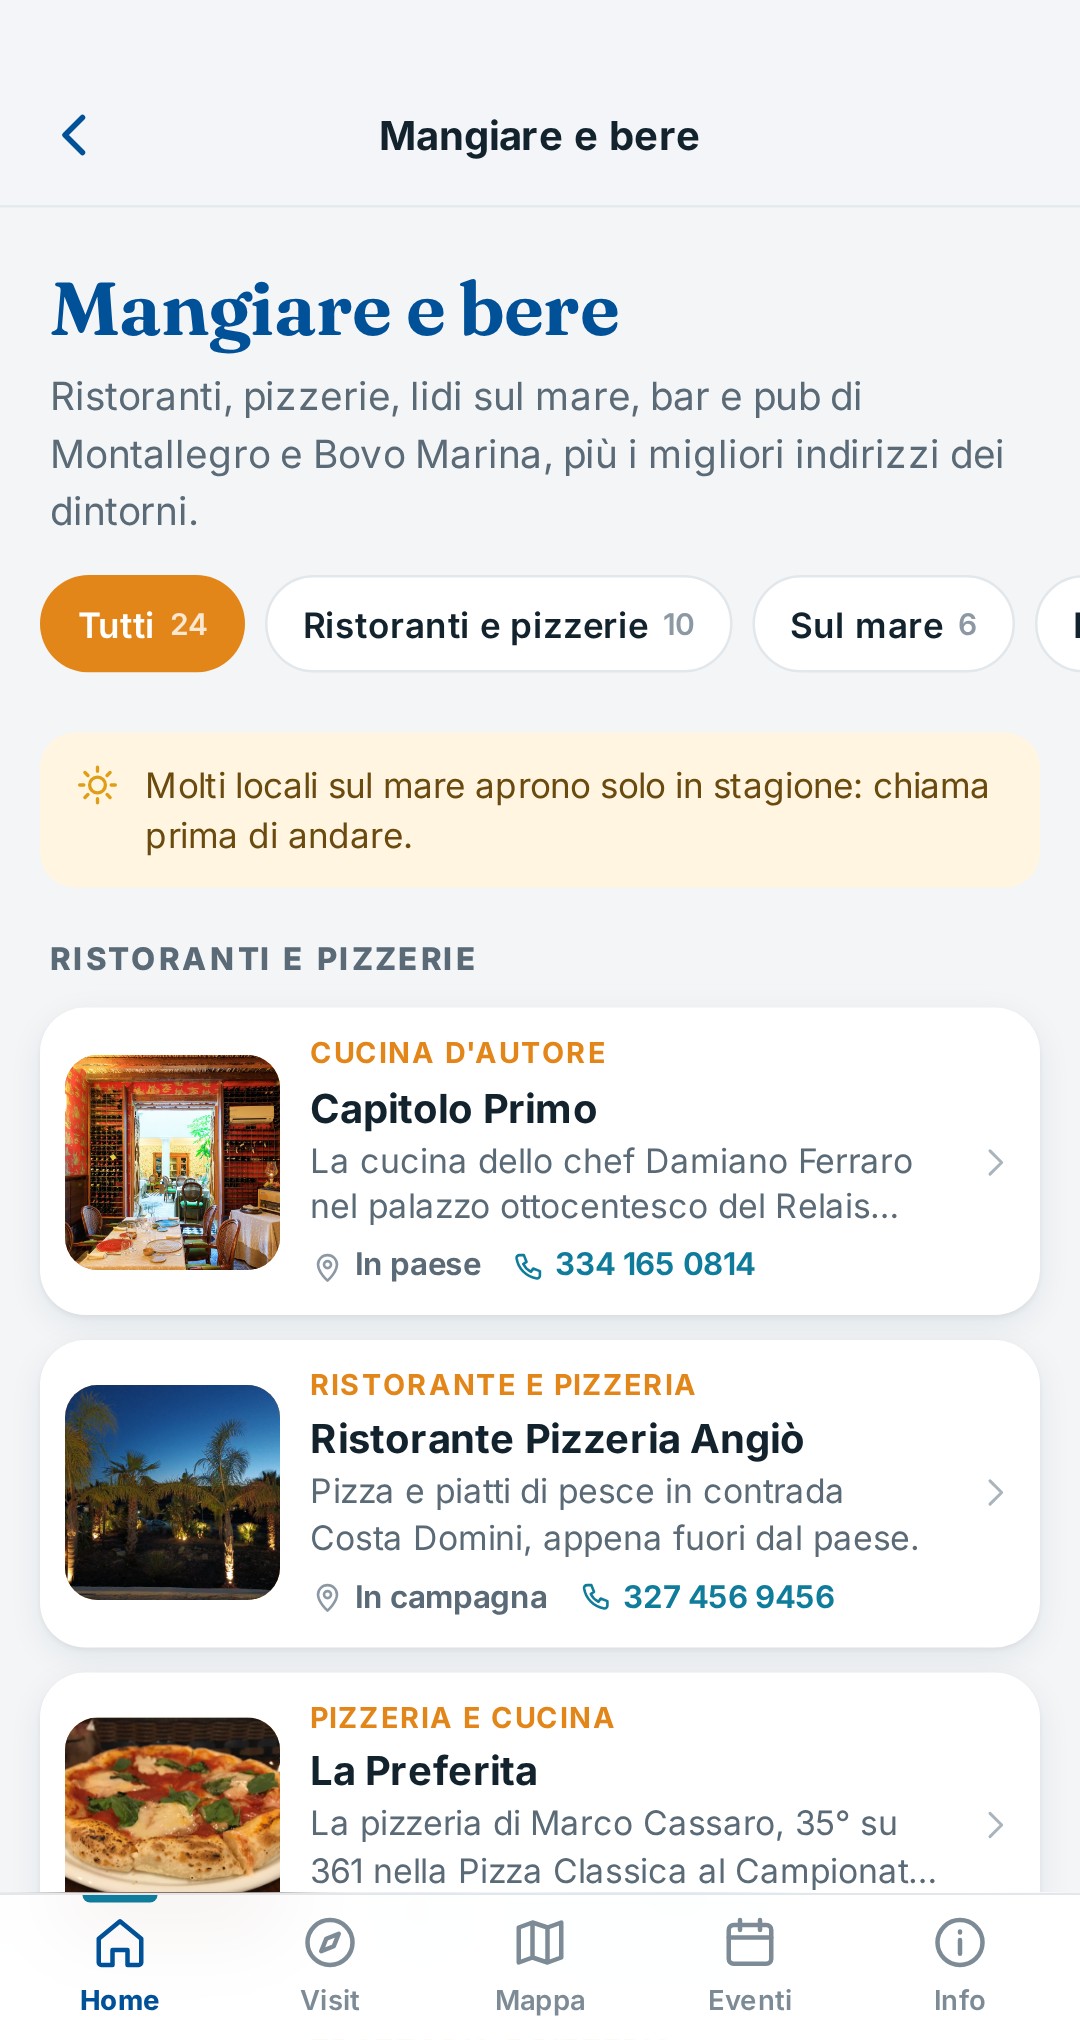 Mangiare e bere
Mangiare e bere
Ristoranti, pizzerie, lidi sul mare, bar e pub di
Montallegro e Bovo Marina, più i migliori indirizzi dei
dintorni.
Tutti 24
Ristoranti e pizzerie 10
Sul mare 6
Molti locali sul mare aprono solo in stagione: chiama
prima di andare.
RISTORANTI E PIZZERIE
CUCINA D'AUTORE
Capitolo Primo
La cucina dello chef Damiano Ferraro
nel palazzo ottocentesco del Relais...
In paese 334 165 0814
RISTORANTE E PIZZERIA
Ristorante Pizzeria Angiò
Pizza e piatti di pesce in contrada
Costa Domini, appena fuori dal paese.
In campagna 327 456 9456
PIZZERIA E CUCINA
La Preferita
La pizzeria di Marco Cassaro, 35° su
361 nella Pizza Classica al Campionat...
Home
Visit
Mappa
Eventi
Info